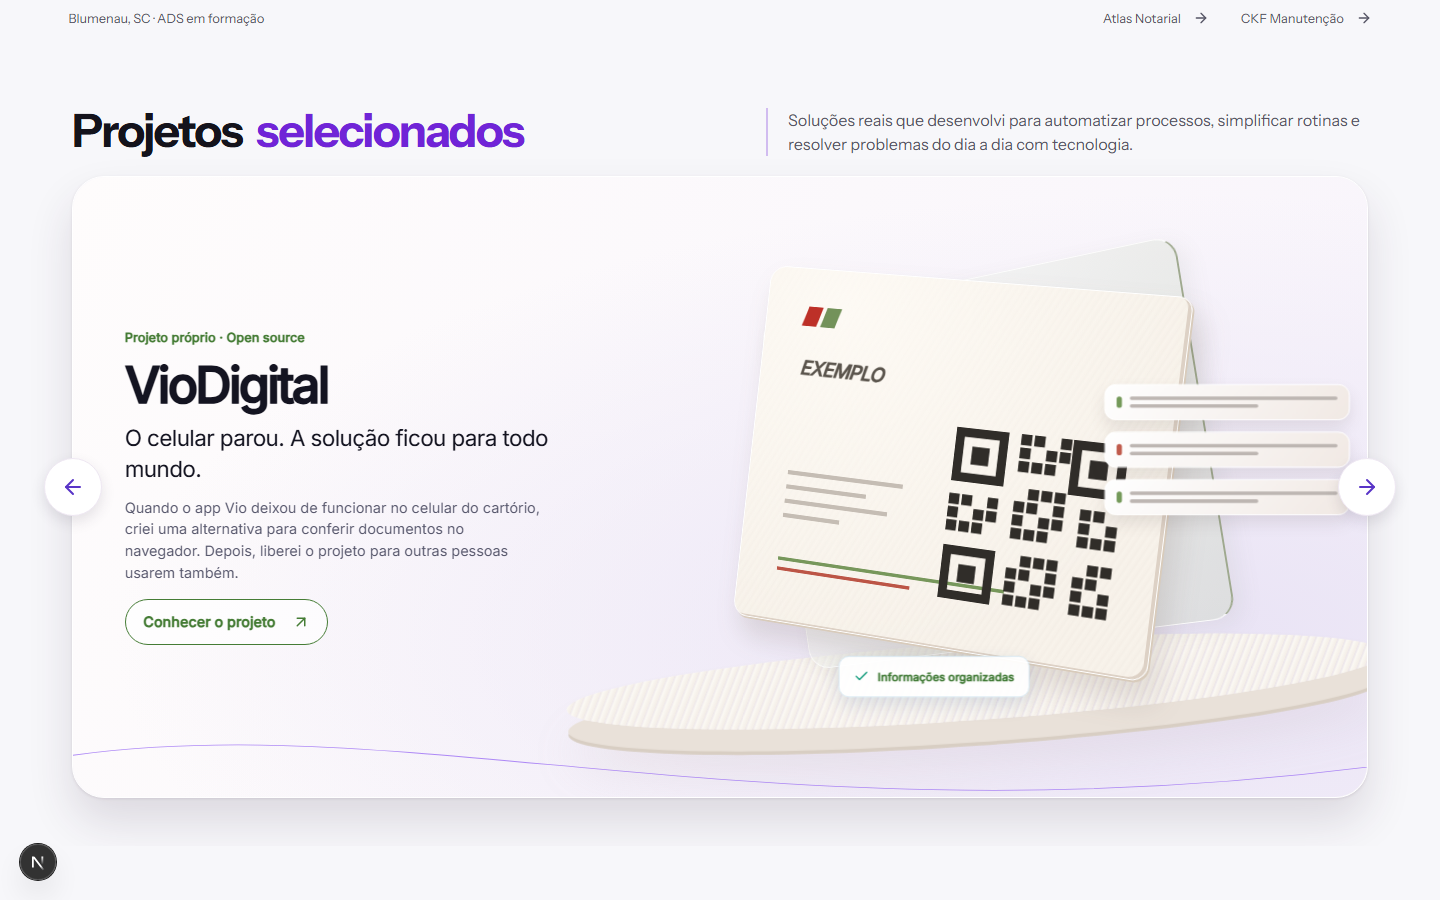 Blumenau, SC · ADS em formação
Atlas Notarial →
CKF Manutenção →
Projetos selecionados
Soluções reais que desenvolvi para automatizar processos, simplificar rotinas e
resolver problemas do dia a dia com tecnologia.
Projeto próprio · Open source
VioDigital
O celular parou. A solução ficou para todo
mundo.
Quando o app Vio deixou de funcionar no celular do cartório,
criei uma alternativa para conferir documentos no
navegador. Depois, liberei o projeto para outras pessoas
usarem também.
Conhecer o projeto
EXEMPLO
Informações organizadas
N